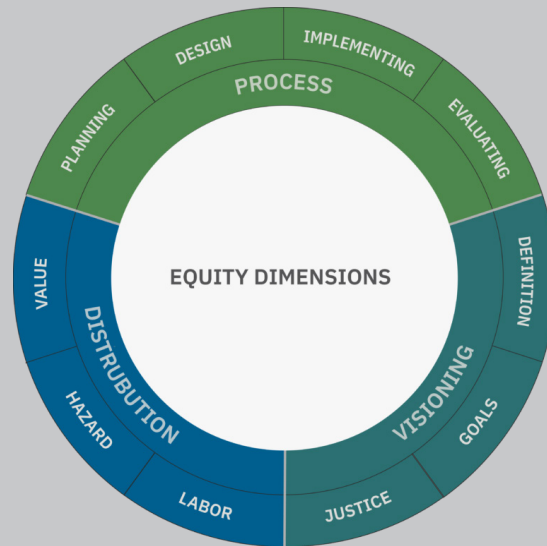 PROCESS
PLANNING
DESIGN
IMPLEMENTING
EVALUATING
EQUITY DIMENSIONS
VISIONING
DEFINITION
GOALS
JUSTICE
DISTRUBUTION
LABOR
HAZARD
VALUE